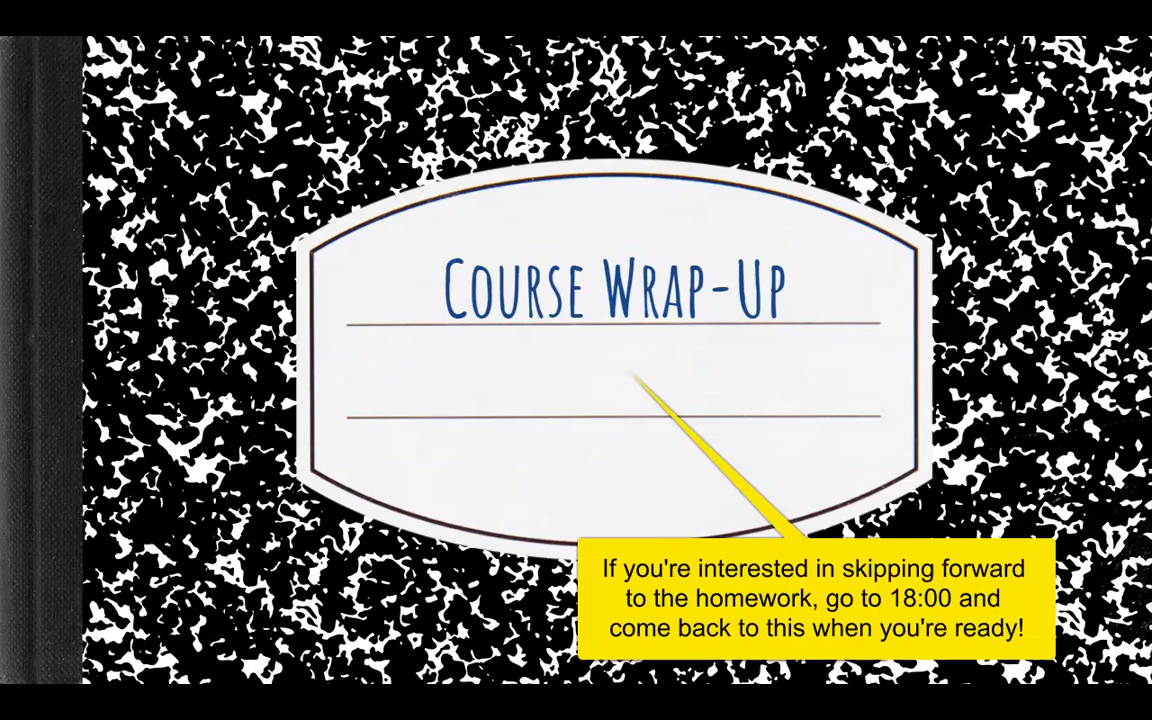 COURSE WRAP-UP
If you're interested in skipping forward
to the homework, go to 18:00 and
come back to this when you're ready!